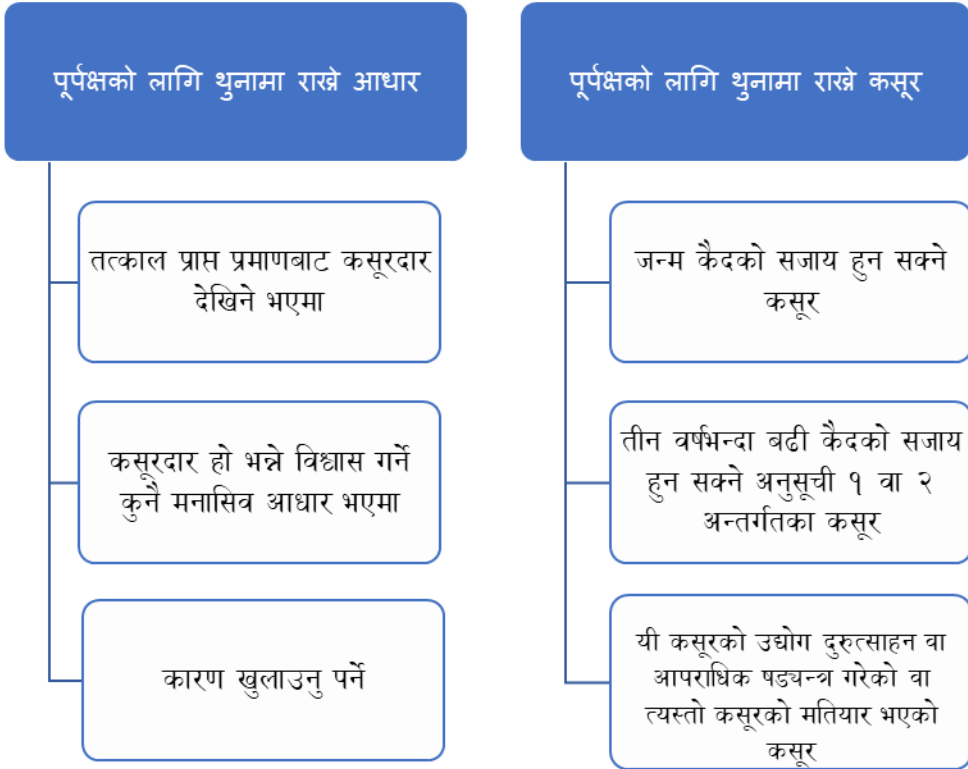 पूर्पक्षको लागि थुनामा राख्ने आधार
तत्काल प्राप्त प्रमाणबाट कसूरदार
देखिने भएमा
कसूरदार हो भन्ने विश्वास गर्ने
कुनै मनासिव आधार भएमा
कारण खुलाउनु पर्ने
पूर्पक्षको लागि थुनामा राख्ने कसूर
जन्म कैदको सजाय हुन सक्ने
कसूर
तीन वर्षभन्दा बढी कैदको सजाय
हुन सक्ने अनुसूची १ वा २
अन्तर्गतका कसूर
यी कसूरको उद्योग दुरुत्साहन वा
आपराधिक षड्यन्त्र गरेको वा
त्यस्तो कसूरको मतियार भएको
कसूर